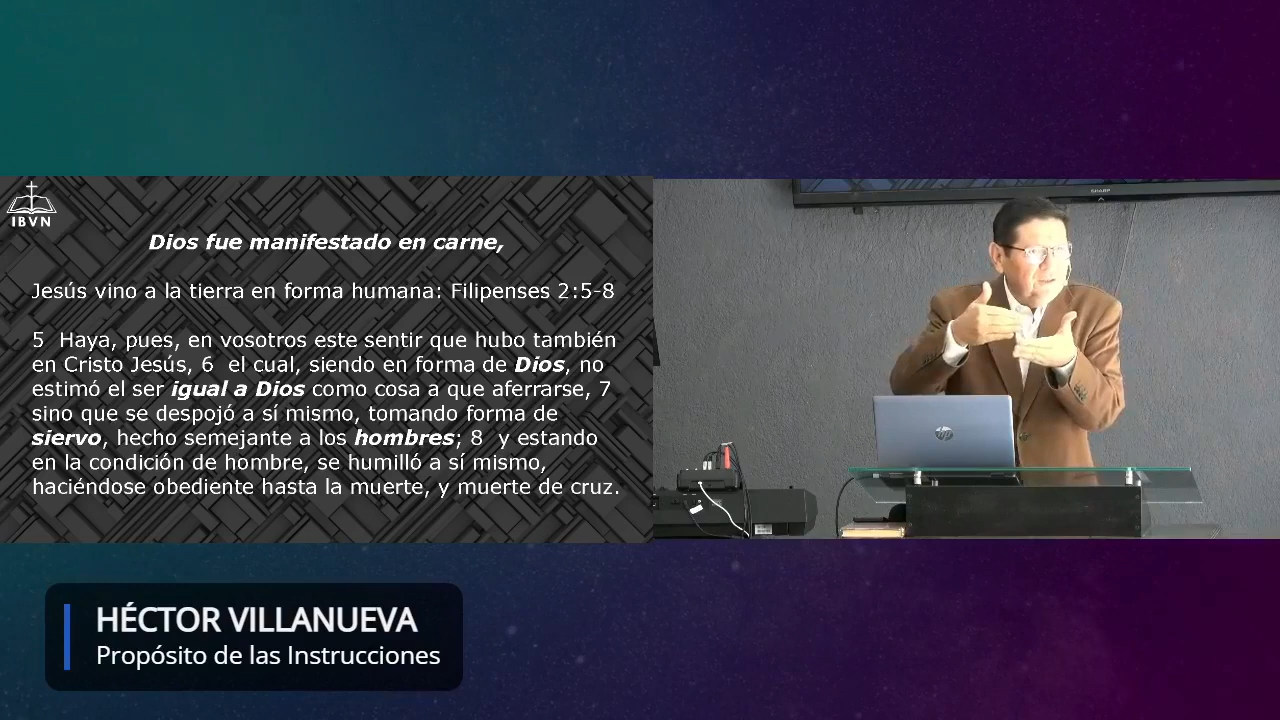 IBVN
Dios fue manifestado en carne,
Jesús vino a la tierra en forma humana: Filipenses 2:5-8
5 Haya, pues, en vosotros este sentir que hubo también
en Cristo Jesús, 6 el cual, siendo en forma de Dios, no
estimó el ser igual a Dios como cosa a que aferrarse, 7
sino que se despojó a sí mismo, tomando forma de
siervo, hecho semejante a los hombres; 8 y estando
en la condición de hombre, se humilló a sí mismo,
haciéndose obediente hasta la muerte, y muerte de cruz.
SHARP
hp
HÉCTOR VILLANUEVA
Propósito de las Instrucciones